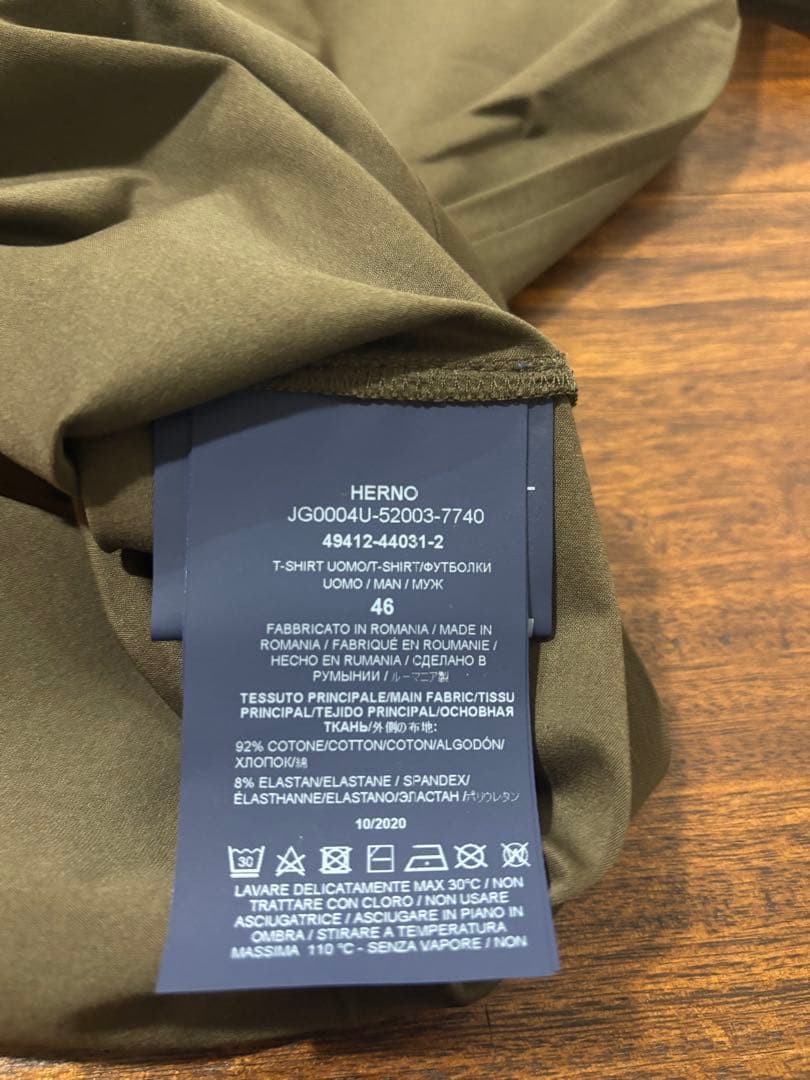 HERNO
JG0004U-52003-7740
49412-44031-2
T-SHIRT UOMO/T-SHIRT/ФУТБОЛКИ
UOMO / MAN / МУЖ
46
FABBRICATO IN ROMANIA / MADE IN
ROMANIA / FABRIQUÉ EN ROUMANIE /
HECHO EN RUMANIA / СДЕЛАНО В
РУМЫНИИ / ルーマニア製
TESSUTO PRINCIPALE/MAIN FABRIC/TISSU
PRINCIPAL/TEJIDO PRINCIPAL/ОСНОВНАЯ
ТКАНЬ/外側の布地:
92% COTONE/COTTON/COTON/ALGODÓN/
ХЛОПОК/綿
8% ELASTAN/ELASTANE / SPANDEX/
ÉLASTHANNE/ELASTANO/ЭЛАСТАН /ポリウレタン
10/2020
30
LAVARE DELICATAMENTE MAX 30°C / NON
TRATTARE CON CLORO / NON USARE
ASCIUGATRICE / ASCIUGARE IN PIANO IN
OMBRA / STIRARE A TEMPERATURA
MASSIMA 110 °C - SENZA VAPORE / NON